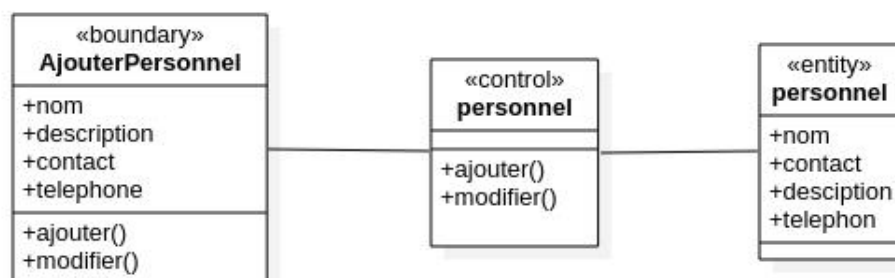 «boundary»
AjouterPersonnel
+nom
+description
+contact
+telephone
+ajouter()
+modifier()
«control»
personnel
+ajouter()
+modifier()
«entity»
personnel
+nom
+contact
+desciption
+telephon